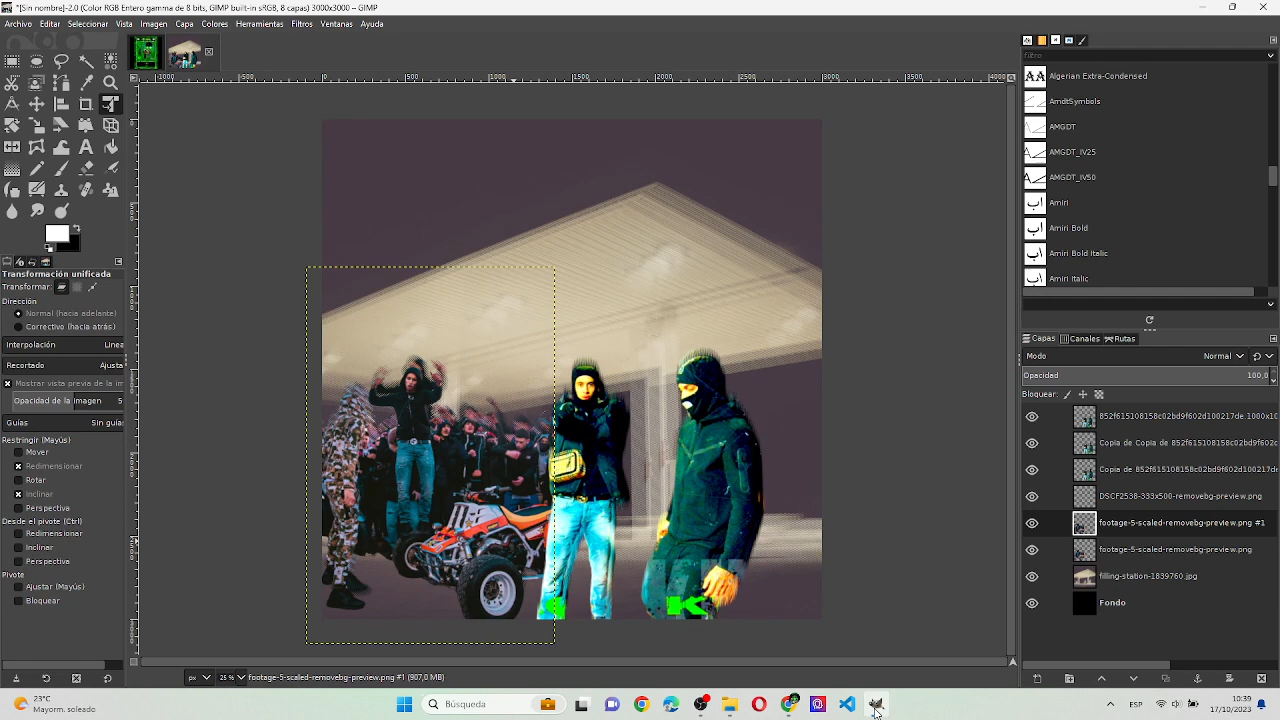 *[Sin nombre]-2.0 (Color RGB Entero gamma de 8 bits, GIMP built-in sRGB, 8 capas) 3000x3000 – GIMP
Archivo Editar Seleccionar Vista Imagen Capa Colores Herramientas Filtros Ventanas Ayuda
filtro
Algerian Extra-Condensed
AmdtSymbols
AMGDT
AMGDT_IV25
AMGDT_IV50
Amiri
Amiri Bold
Amiri Bold Italic
Amiri Italic
Transformación unificada
Transformar:
Dirección
Normal (hacia adelante)
Correctivo (hacia atrás)
Interpolación Linea
Recortado Ajust
Mostrar vista previa de la im
Opacidad de la imagen 5
Guías Sin guías
Restringir (Mayús)
Mover
Redimensionar
Rotar
Inclinar
Perspectiva
Desde el pivote (Ctrl)
Redimensionar
Inclinar
Perspectiva
Pivote
Ajustar (Mayús)
Bloquear
Capas Canales Rutas
Modo Normal
Opacidad 100,0
Bloquear:
852f615108158c02bd9f602d100217de.1000x10
Copia de Copia de 852f615108158c02bd9f602
Copia de 852f615108158c02bd9f602d100217de
DSCF2538-333x500-removebg-preview.png
footage-5-scaled-removebg-preview.png #1
footage-5-scaled-removebg-preview.png
filling-station-1839760.jpg
Fondo
K
px 25% footage-5-scaled-removebg-preview.png #1 (907,0 MB)
23°C
Mayorm. soleado
Búsqueda
ESP
10:39
17/10/2023